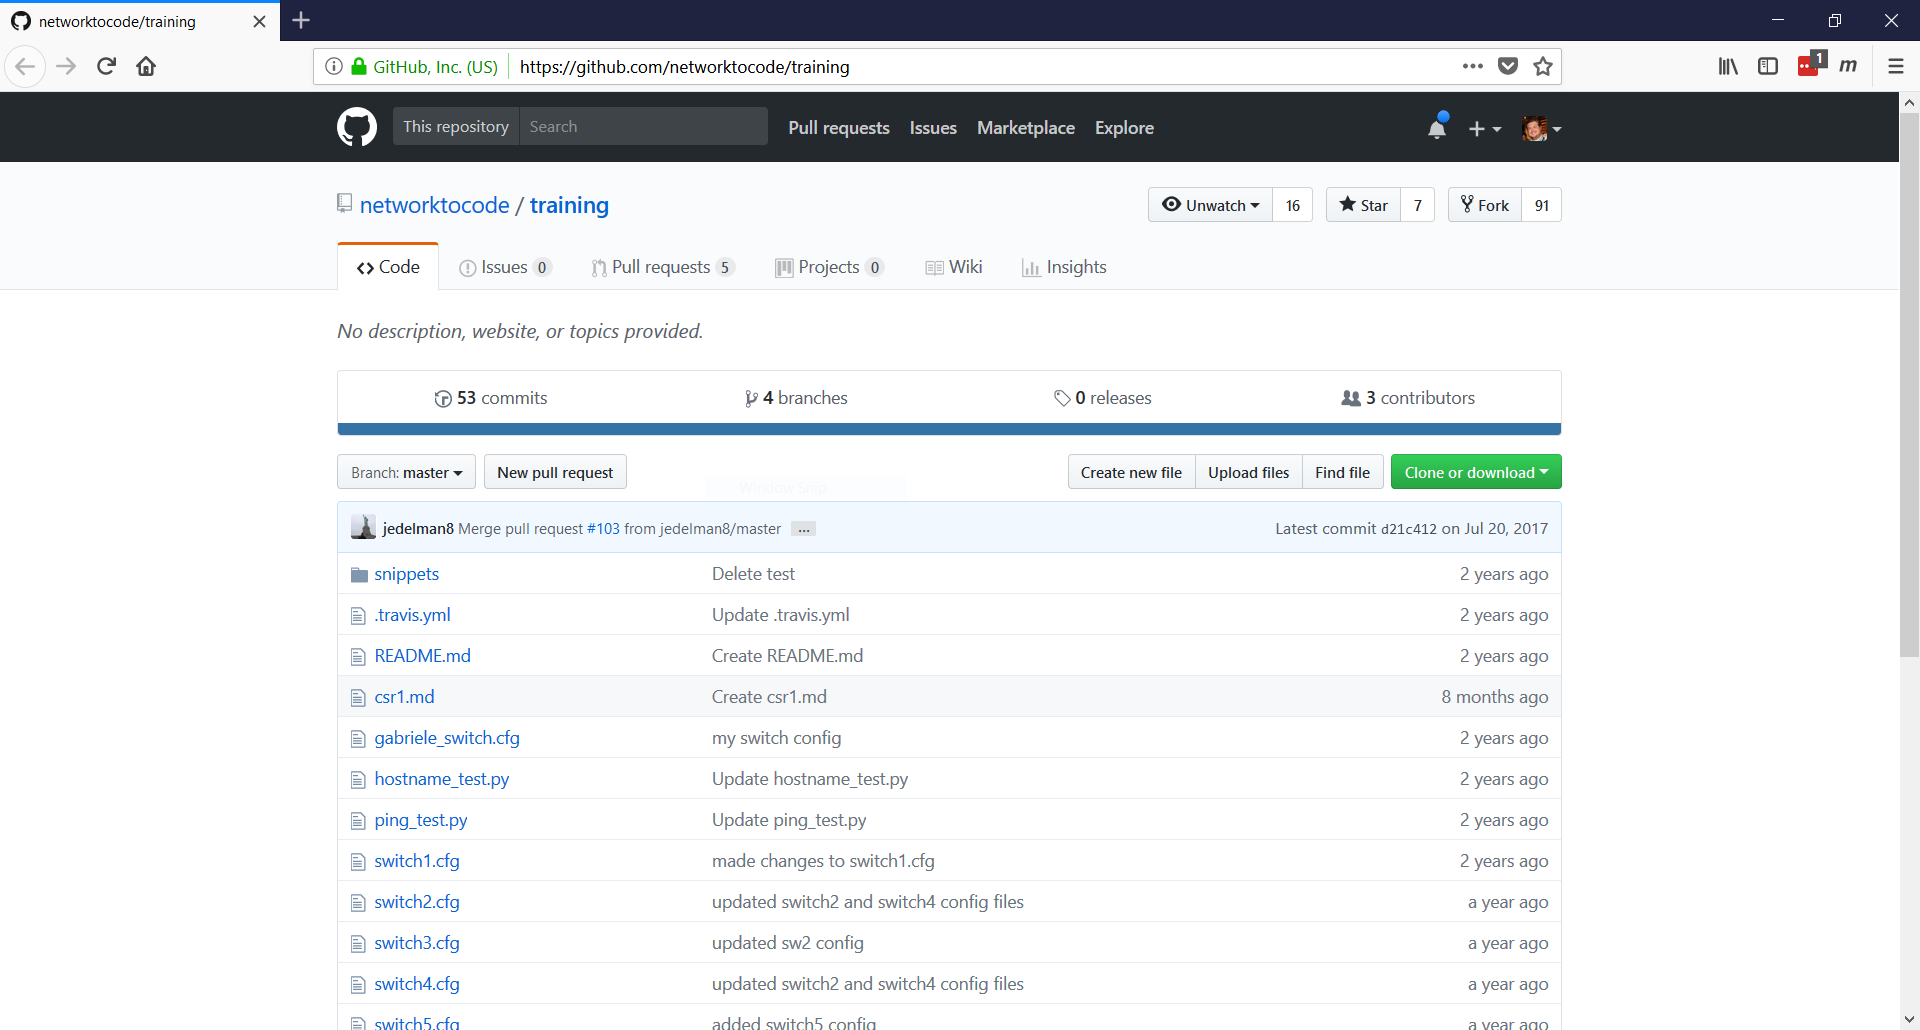 networktocode/training
GitHub, Inc. (US) https://github.com/networktocode/training
1
m
This repository Search Pull requests Issues Marketplace Explore
networktocode / training Unwatch 16 Star 7 Fork 91
Code Issues 0 Pull requests 5 Projects 0 Wiki Insights
No description, website, or topics provided.
53 commits 4 branches 0 releases 3 contributors
Branch: master New pull request Create new file Upload files Find file Clone or download
Window Snip
jedelman8 Merge pull request #103 from jedelman8/master ... Latest commit d21c412 on Jul 20, 2017
snippets Delete test 2 years ago
.travis.yml Update .travis.yml 2 years ago
README.md Create README.md 2 years ago
csr1.md Create csr1.md 8 months ago
gabriele_switch.cfg my switch config 2 years ago
hostname_test.py Update hostname_test.py 2 years ago
ping_test.py Update ping_test.py 2 years ago
switch1.cfg made changes to switch1.cfg 2 years ago
switch2.cfg updated switch2 and switch4 config files a year ago
switch3.cfg updated sw2 config a year ago
switch4.cfg updated switch2 and switch4 config files a year ago
switch5.cfg added switch5 config a year ago